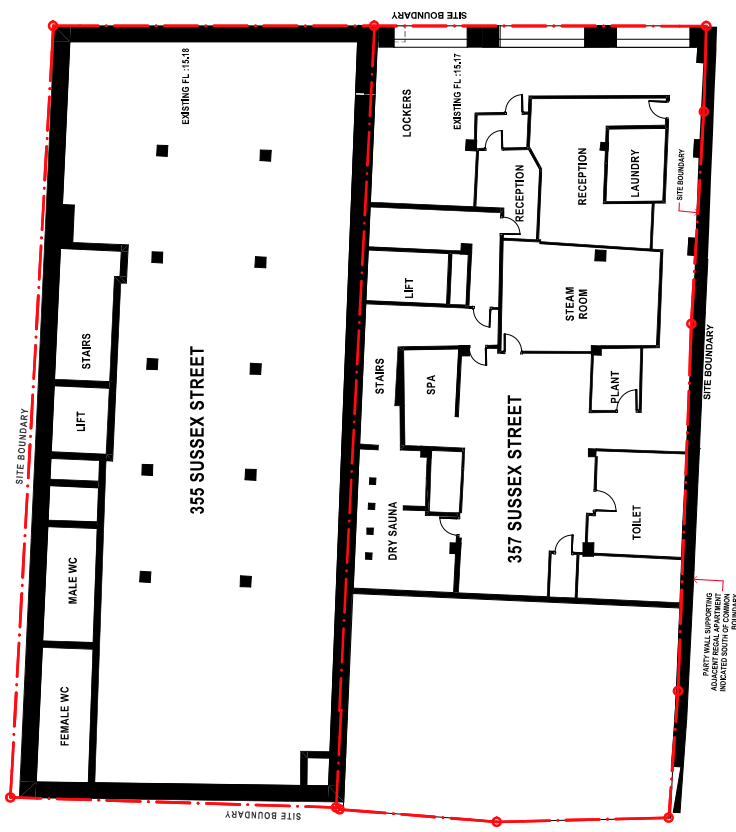 SITE BOUNDARY
EXISTING FL :15.18
EXISTING FL :15.17
LOCKERS
RECEPTION
RECEPTION
LAUNDRY
SITE BOUNDARY
LIFT
STEAM
ROOM
STAIRS
STAIRS
SPA
PLANT
SITE BOUNDARY
LIFT
SITE BOUNDARY
355 SUSSEX STREET
357 SUSSEX STREET
DRY SAUNA
TOILET
MALE WC
FEMALE WC
PARTY WALL SUPPORTING
ADJACENT REGAL APARTMENT
INDICATED SOUTH OF COMMON
BOUNDARY
SITE BOUNDARY